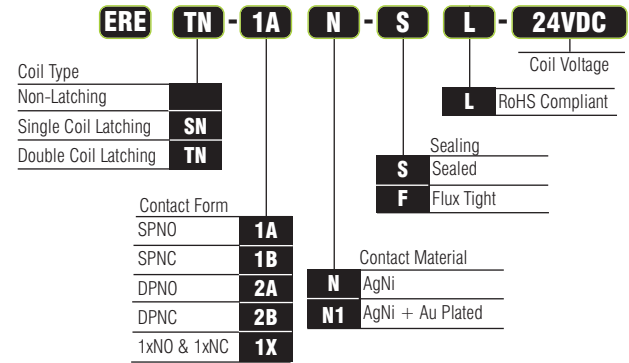 ERE TN - 1A N - S L - 24VDC
Coil Voltage
Coil Type
Non-Latching
Single Coil Latching SN
Double Coil Latching TN
L RoHS Compliant
Sealing
S Sealed
F Flux Tight
Contact Form
SPNO 1A
SPNC 1B
DPNO 2A
DPNC 2B
1xNO & 1xNC 1X
Contact Material
N AgNi
N1 AgNi + Au Plated